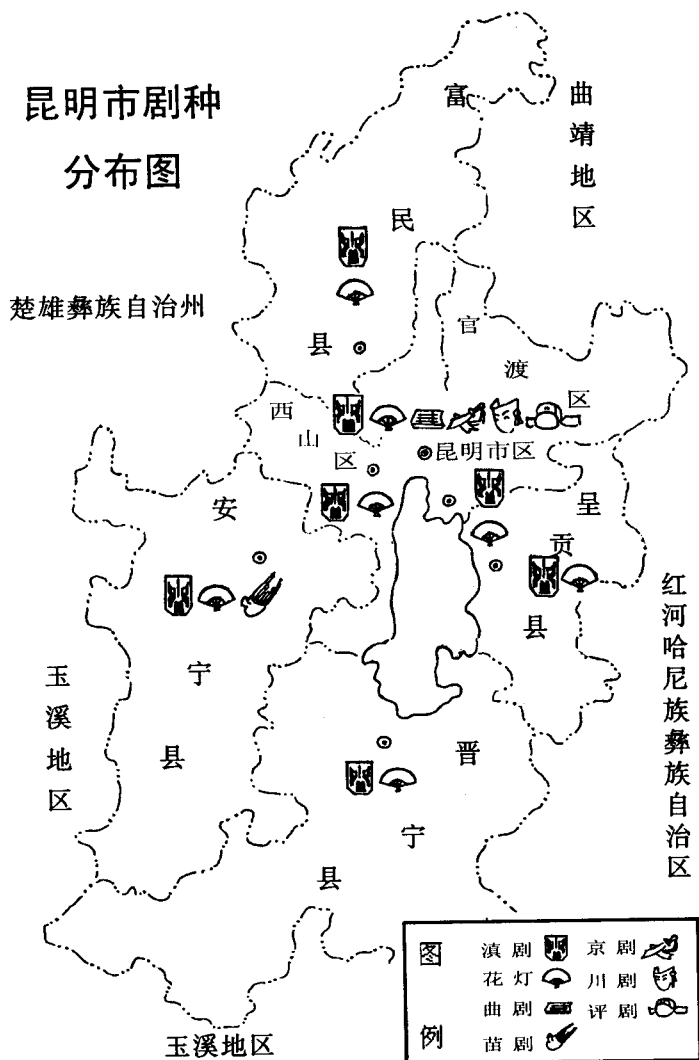 昆明市剧种
分布图
曲靖地区
楚雄彝族自治州
富民县
官渡区
西山区
昆明市区
安宁县
呈贡县
红河哈尼族彝族自治区
玉溪地区
晋宁县
玉溪地区
图例
滇剧 京剧
花灯 川剧
曲剧 评剧
苗剧